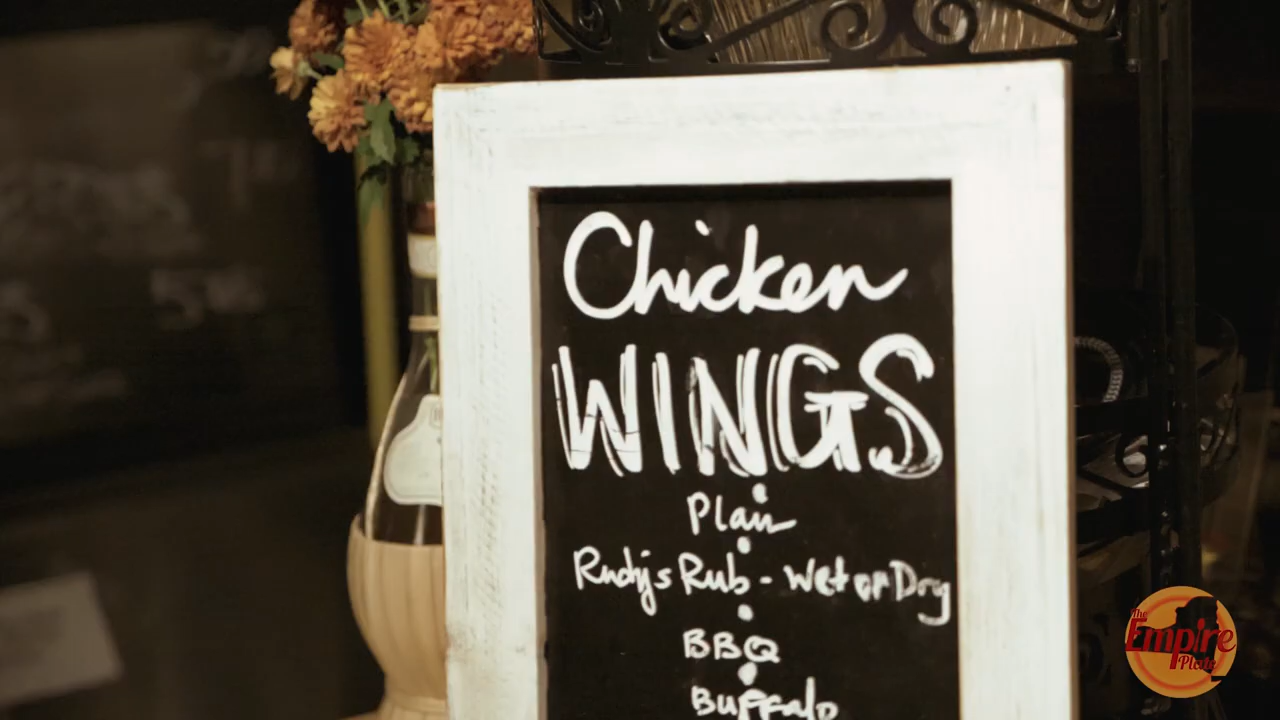 Chicken
WINGS
Plain
Rudy's Rub - Wet or Dry
BBQ
Buffalo
The
Empire
Plate